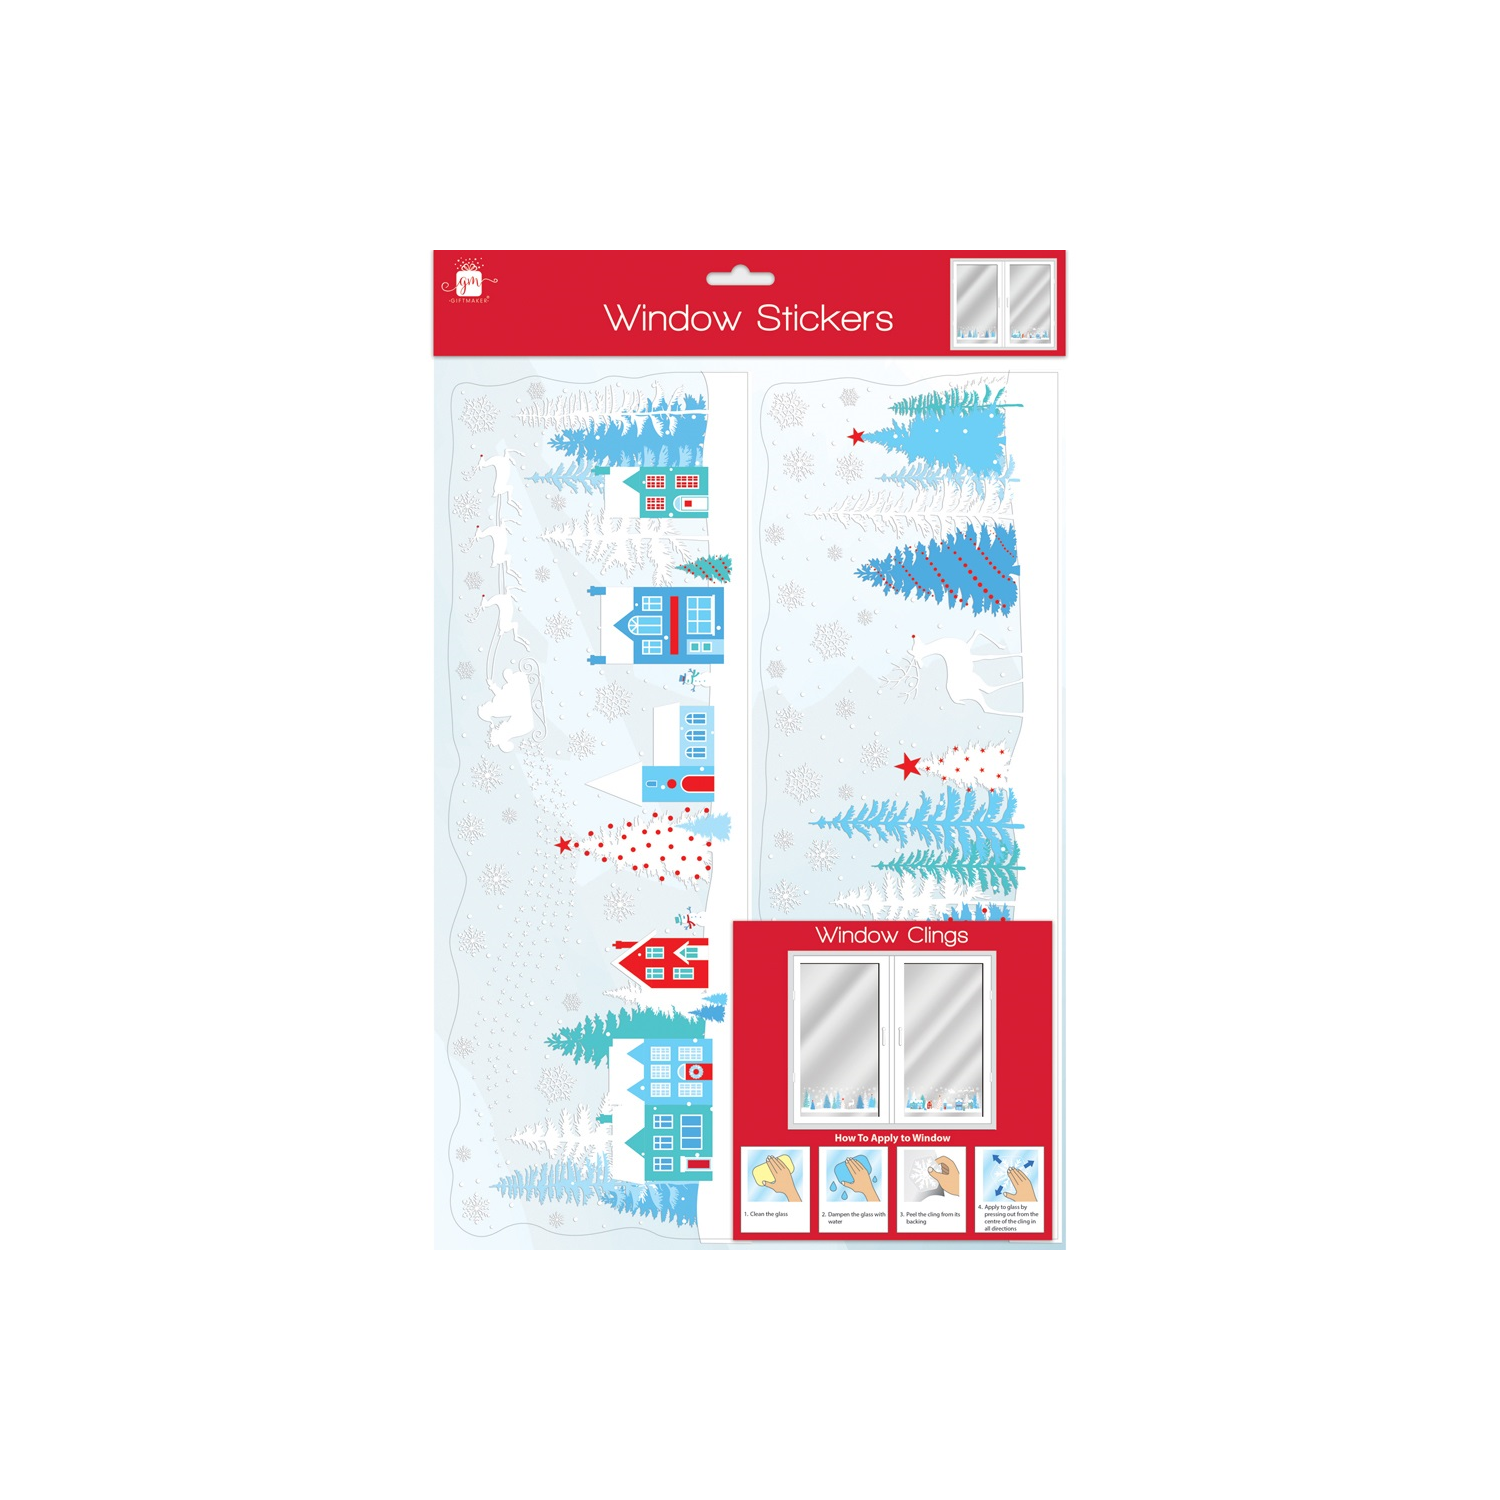 gm
•GIFTMAKER•
Window Stickers
Window Clings
How To Apply to Window
1. Clean the glass
2. Dampen the glass with
water
3. Peel the cling from its
backing
4. Apply to glass by
pressing out from the
centre of the cling in
all directions